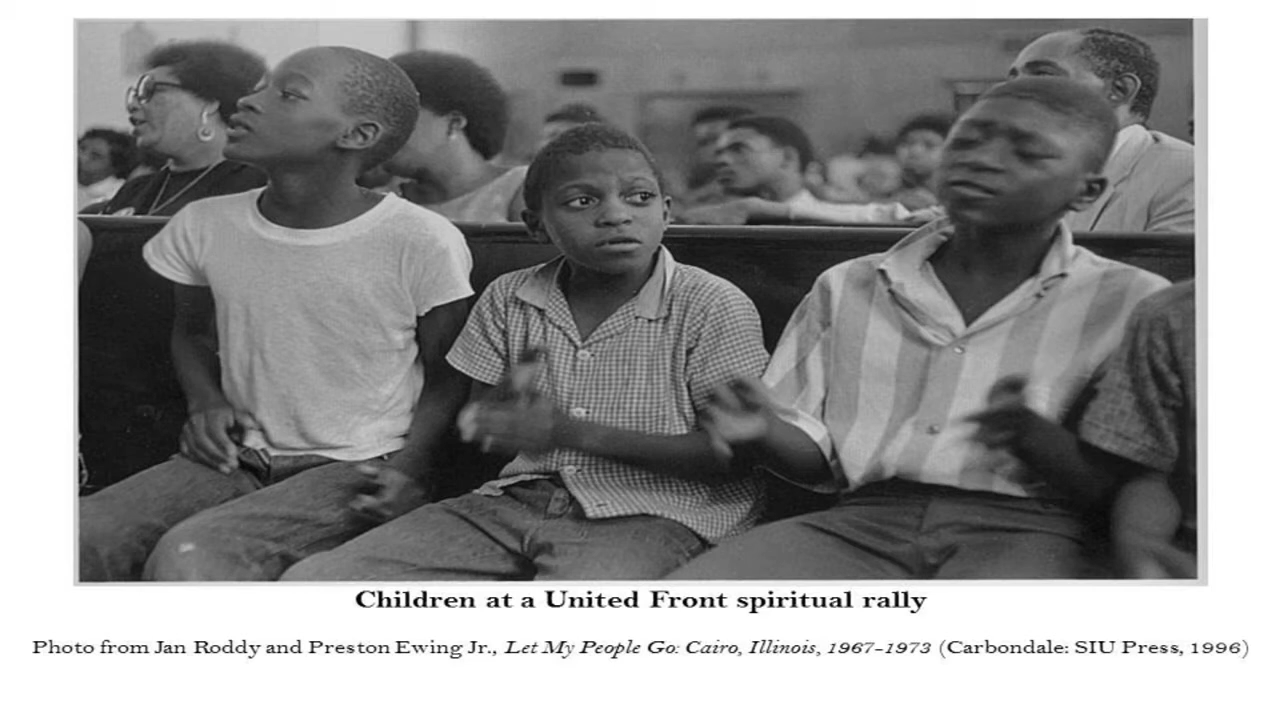 Children at a United Front spiritual rally
Photo from Jan Roddy and Preston Ewing Jr., Let My People Go: Cairo, Illinois, 1967-1973 (Carbondale: SIU Press, 1996)